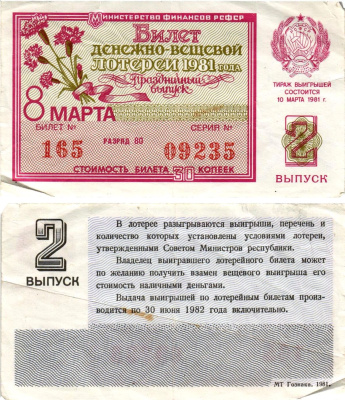 Министерство финансов РСФСР
Билет
денежно-вещевой
лотереи 1981 года
Праздничный
выпуск
8 МАРТА
БИЛЕТ №
РАЗРЯД 80
СЕРИЯ №
165
09235
СТОИМОСТЬ БИЛЕТА 30 КОПЕЕК
ТИРАЖ ВЫИГРЫШЕЙ
СОСТОИТСЯ
10 МАРТА 1981 г.
2
ВЫПУСК
2
ВЫПУСК
В лотерее разыгрываются выигрыши, перечень и
количество которых установлены условиями лотереи,
утвержденными Советом Министров республики.
Владелец выигравшего лотерейного билета может
по желанию получить взамен вещевого выигрыша его
стоимость наличными деньгами.
Выдача выигрышей по лотерейным билетам произ-
водится по 30 июня 1982 года включительно.
МТ Гознака. 1981.